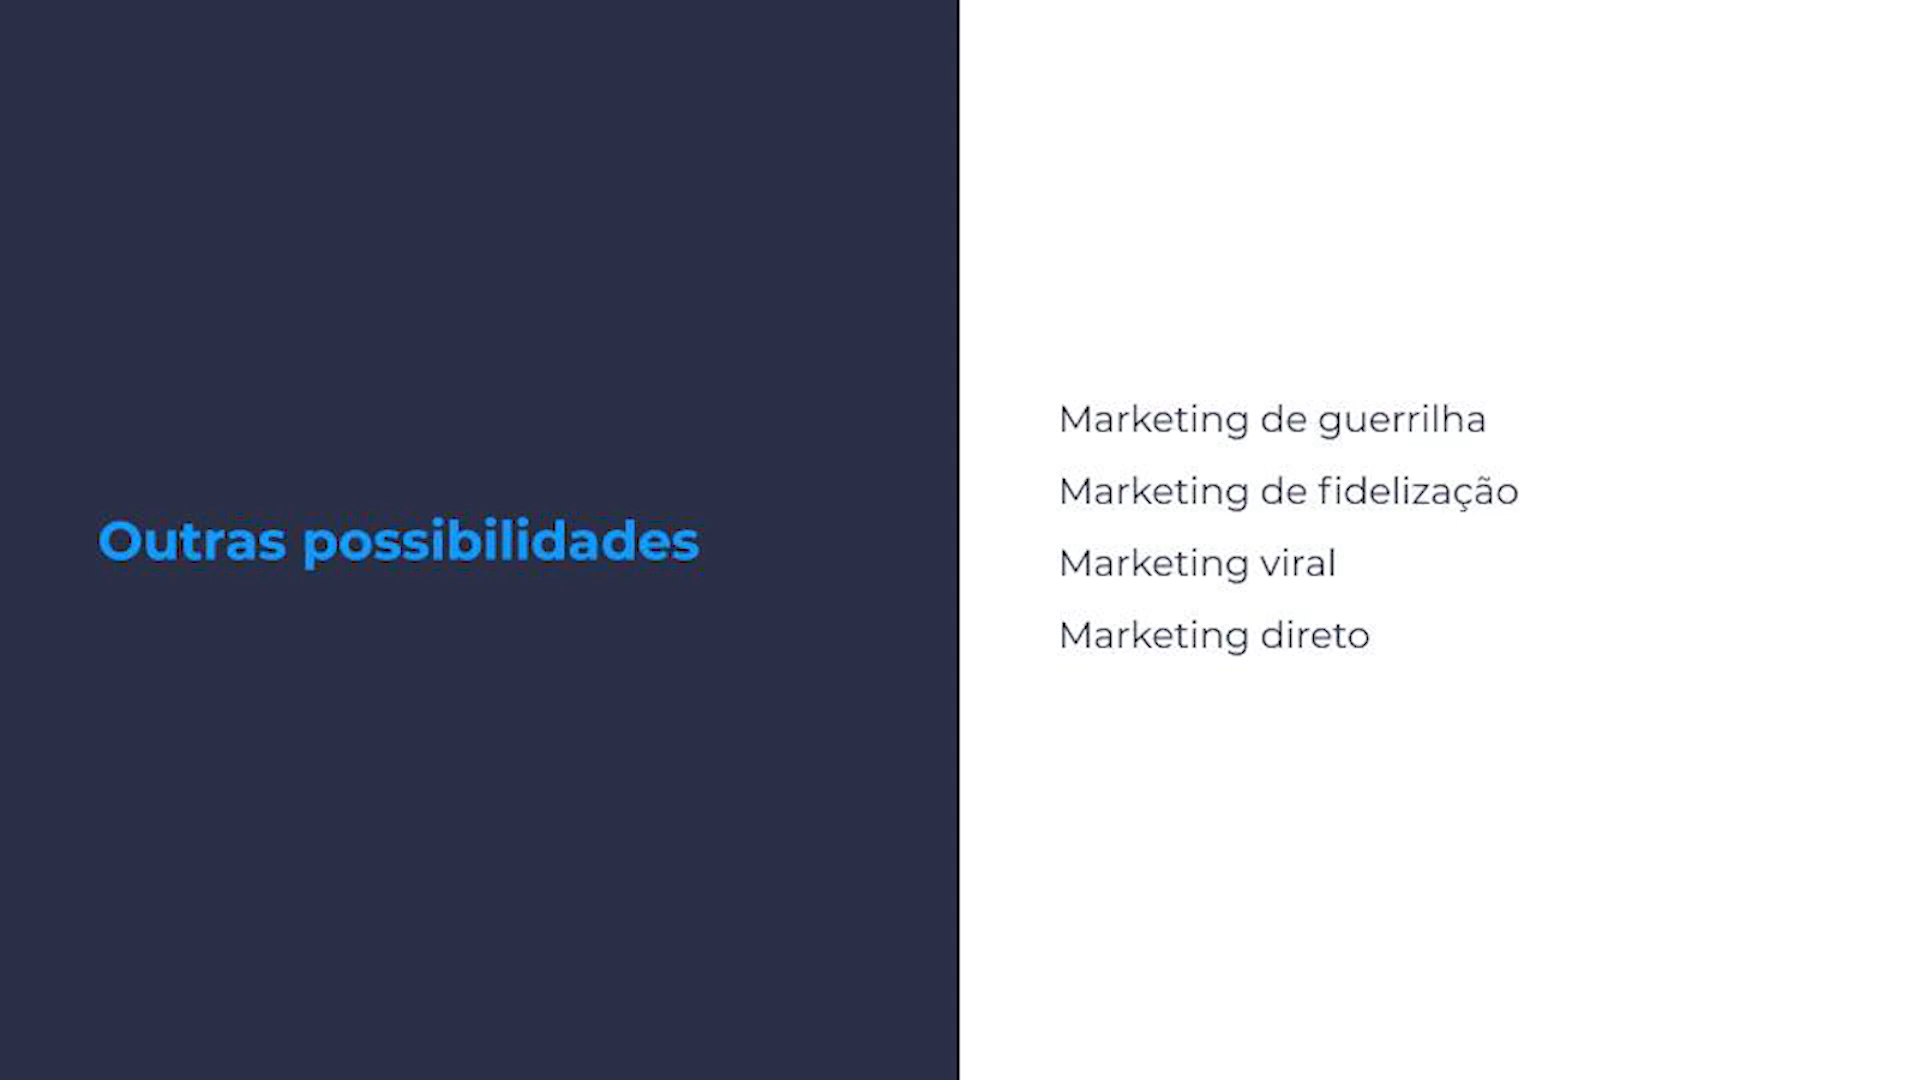 Outras possibilidades
Marketing de guerrilha
Marketing de fidelização
Marketing viral
Marketing direto